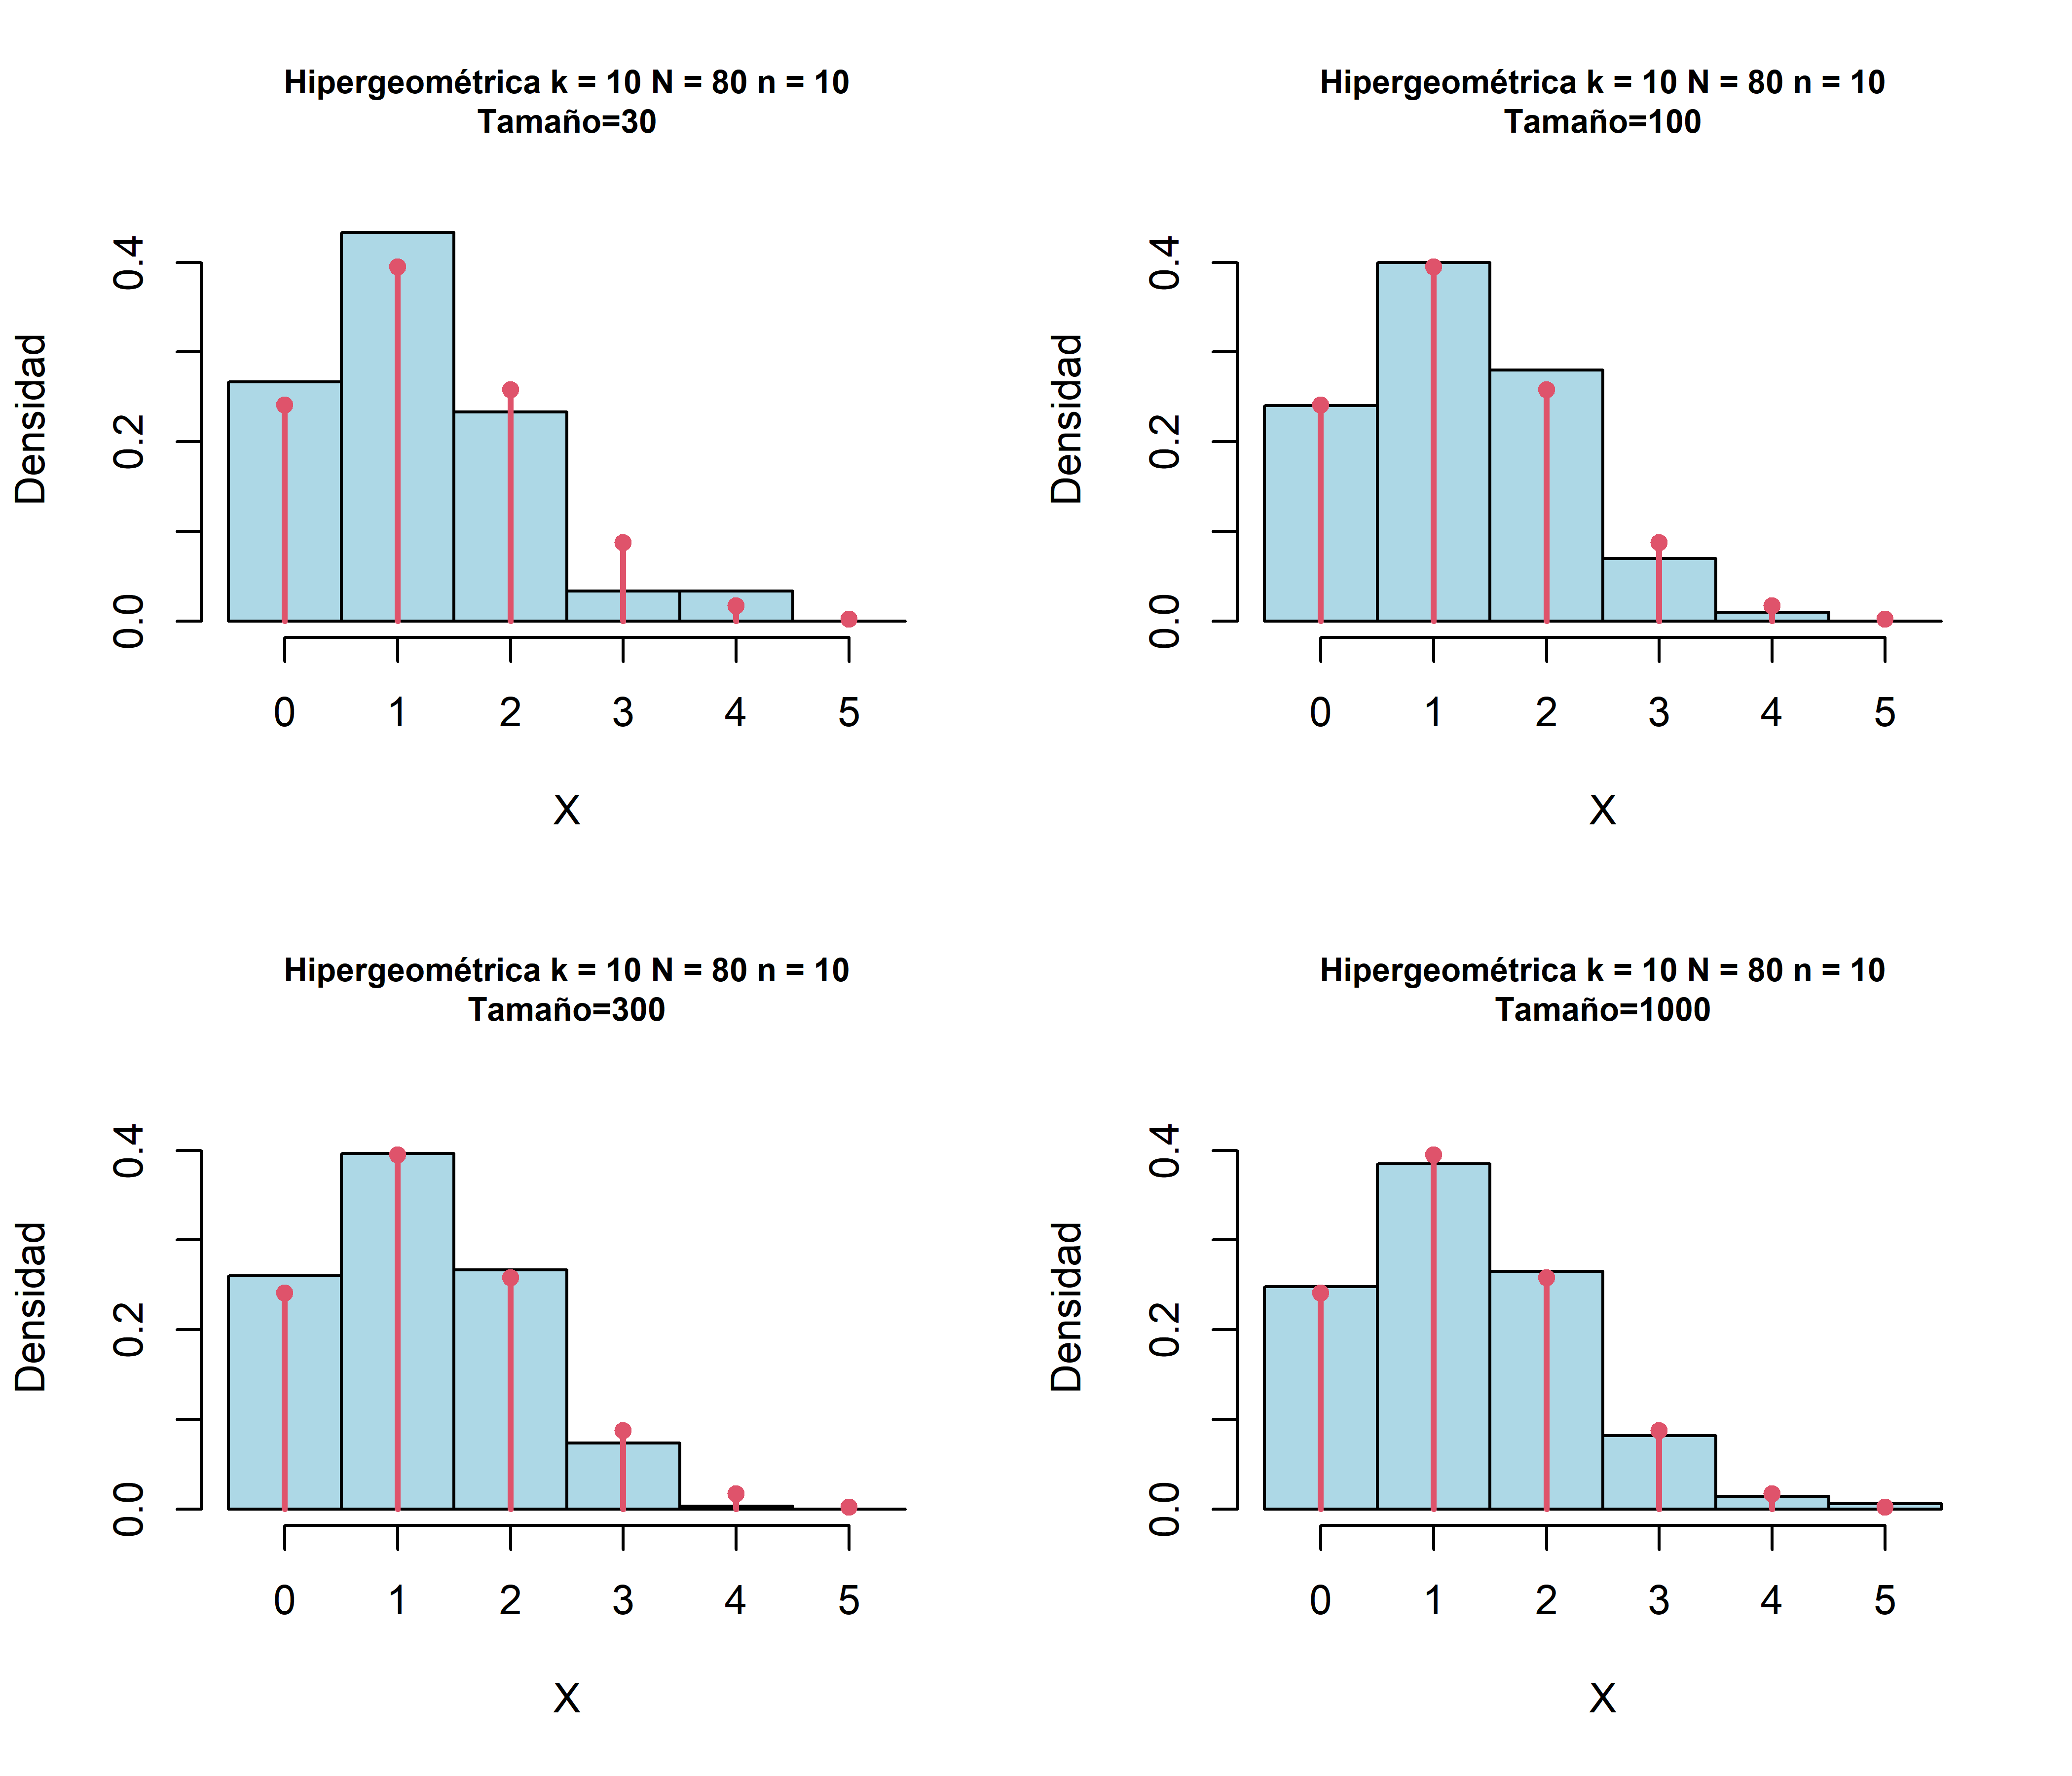 Hipergeométrica k = 10 N = 80 n = 10
Tamaño=30
Densidad
0.0 0.2 0.4
0 1 2 3 4 5
X
Hipergeométrica k = 10 N = 80 n = 10
Tamaño=100
Densidad
0.0 0.2 0.4
0 1 2 3 4 5
X
Hipergeométrica k = 10 N = 80 n = 10
Tamaño=300
Densidad
0.0 0.2 0.4
0 1 2 3 4 5
X
Hipergeométrica k = 10 N = 80 n = 10
Tamaño=1000
Densidad
0.0 0.2 0.4
0 1 2 3 4 5
X